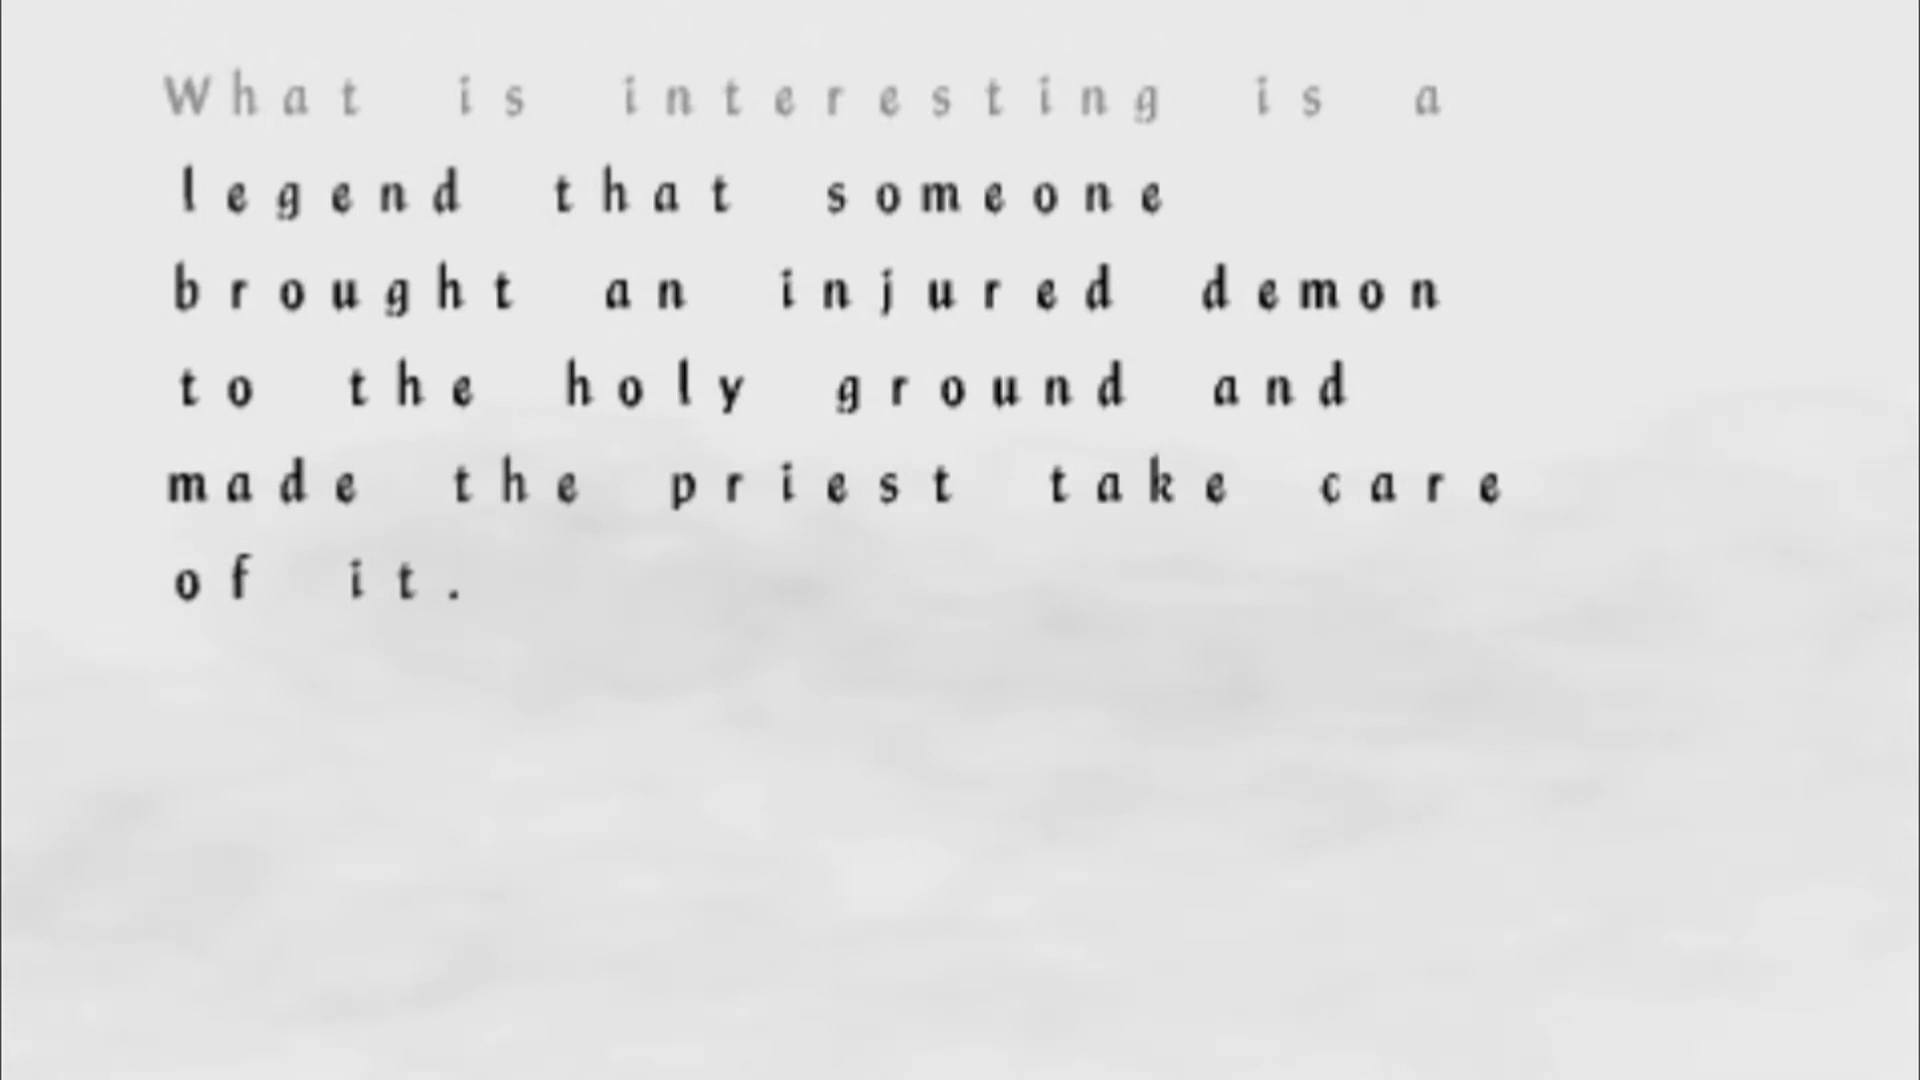 What is interesting is a
legend that someone
brought an injured demon
to the holy ground and
made the priest take care
of it.